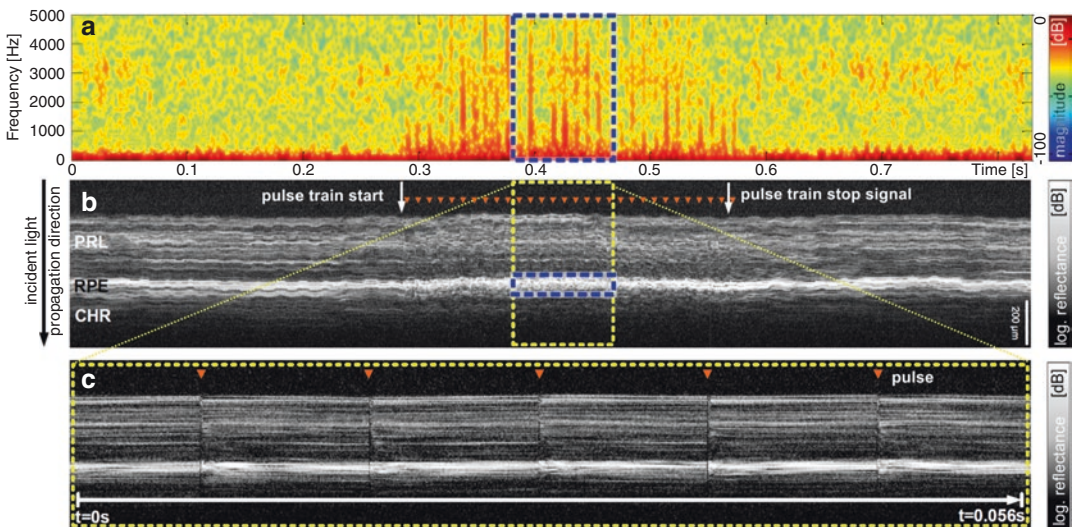 a
Frequency [Hz]
5000
4000
3000
2000
1000
0
0
0.1
0.2
0.3
0.4
0.5
0.6
0.7
Time [s]
0
-100
[dB]
magnitude
incident light
propagation direction
b
pulse train start
pulse train stop signal
PRL
RPE
CHR
200 µm
[dB]
log. reflectance
c
pulse
t=0s
t=0.056s
[dB]
log. reflectance